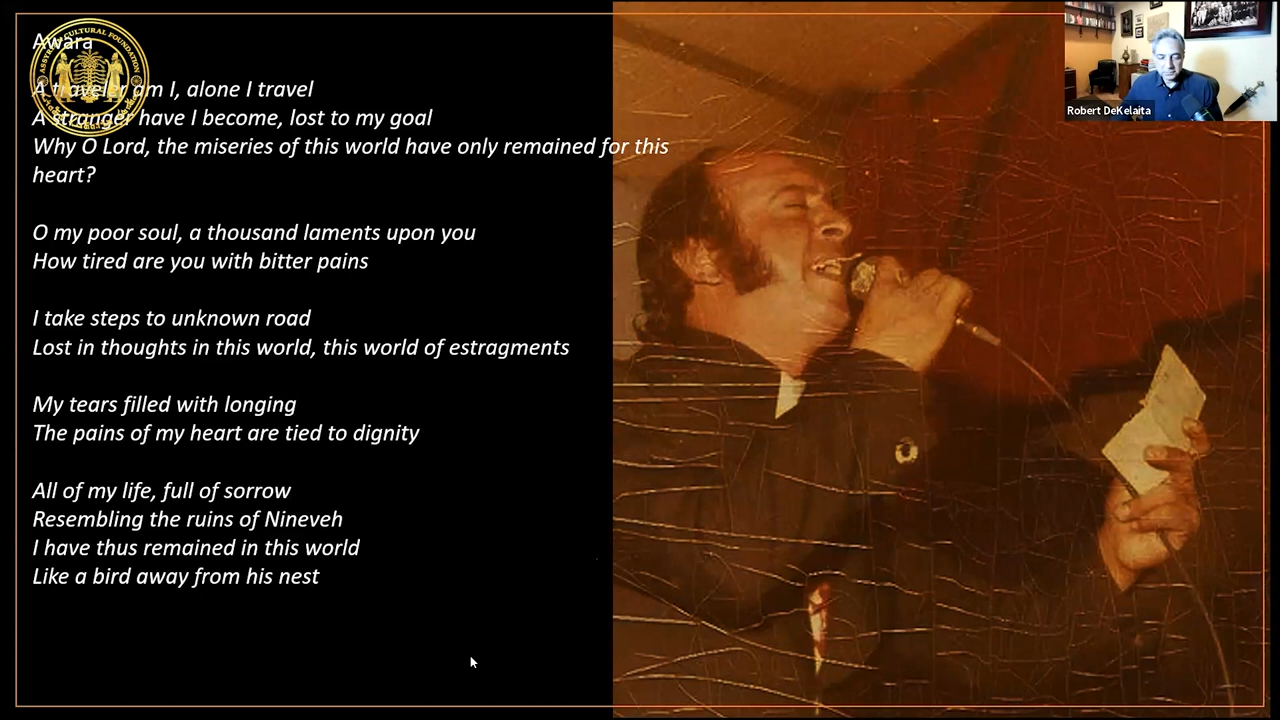 Awara
A traveler am I, alone I travel
A stranger have I become, lost to my goal
Why O Lord, the miseries of this world have only remained for this
heart?
O my poor soul, a thousand laments upon you
How tired are you with bitter pains
I take steps to unknown road
Lost in thoughts in this world, this world of estragments
My tears filled with longing
The pains of my heart are tied to dignity
All of my life, full of sorrow
Resembling the ruins of Nineveh
I have thus remained in this world
Like a bird away from his nest
ASSYRIAN CULTURAL FOUNDATION
Robert DeKelaita